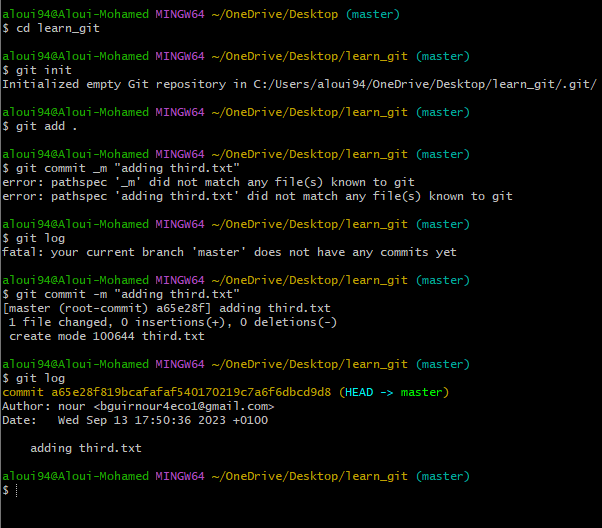 aloui94@Aloui-Mohamed MINGW64 ~/OneDrive/Desktop (master)
$ cd learn_git
aloui94@Aloui-Mohamed MINGW64 ~/OneDrive/Desktop/learn_git (master)
$ git init
Initialized empty Git repository in C:/Users/aloui94/OneDrive/Desktop/learn_git/.git/
aloui94@Aloui-Mohamed MINGW64 ~/OneDrive/Desktop/learn_git (master)
$ git add .
aloui94@Aloui-Mohamed MINGW64 ~/OneDrive/Desktop/learn_git (master)
$ git commit _m "adding third.txt"
error: pathspec '_m' did not match any file(s) known to git
error: pathspec 'adding third.txt' did not match any file(s) known to git
aloui94@Aloui-Mohamed MINGW64 ~/OneDrive/Desktop/learn_git (master)
$ git log
fatal: your current branch 'master' does not have any commits yet
aloui94@Aloui-Mohamed MINGW64 ~/OneDrive/Desktop/learn_git (master)
$ git commit -m "adding third.txt"
[master (root-commit) a65e28f] adding third.txt
 1 file changed, 0 insertions(+), 0 deletions(-)
 create mode 100644 third.txt
aloui94@Aloui-Mohamed MINGW64 ~/OneDrive/Desktop/learn_git (master)
$ git log
commit a65e28f819bcafafaf540170219c7a6f6dbcd9d8 (HEAD -> master)
Author: nour <bguirnour4eco1@gmail.com>
Date:   Wed Sep 13 17:50:36 2023 +0100
    adding third.txt
aloui94@Aloui-Mohamed MINGW64 ~/OneDrive/Desktop/learn_git (master)
$